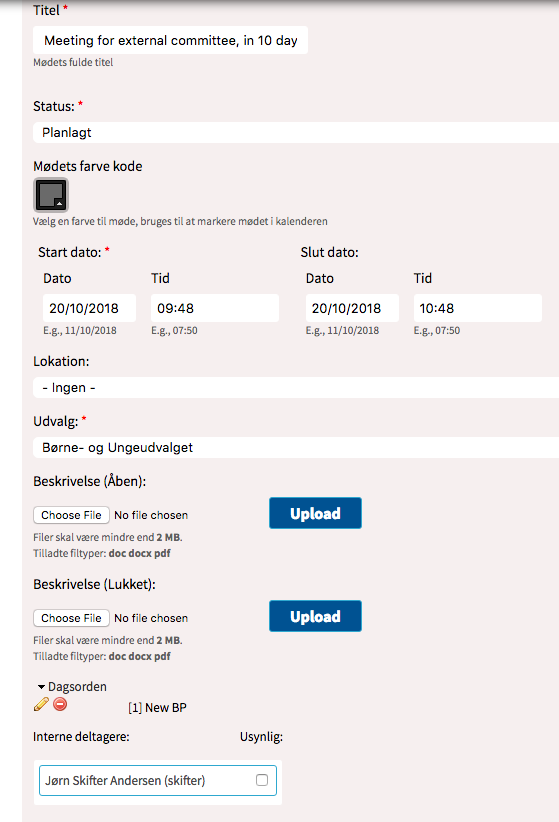 Titel *
Meeting for external committee, in 10 day
Mødets fulde titel
Status: *
Planlagt
Mødets farve kode
Vælg en farve til møde, bruges til at markere mødet i kalenderen
Start dato: * Slut dato:
Dato Tid Dato Tid
20/10/2018 09:48 20/10/2018 10:48
E.g., 11/10/2018 E.g., 07:50 E.g., 11/10/2018 E.g., 07:50
Lokation:
- Ingen -
Udvalg: *
Børne- og Ungeudvalget
Beskrivelse (Åben):
Choose File No file chosen Upload
Filer skal være mindre end 2 MB.
Tilladte filtyper: doc docx pdf
Beskrivelse (Lukket):
Choose File No file chosen Upload
Filer skal være mindre end 2 MB.
Tilladte filtyper: doc docx pdf
Dagsorden
[1] New BP
Interne deltagere: Usynlig:
Jørn Skifter Andersen (skifter)